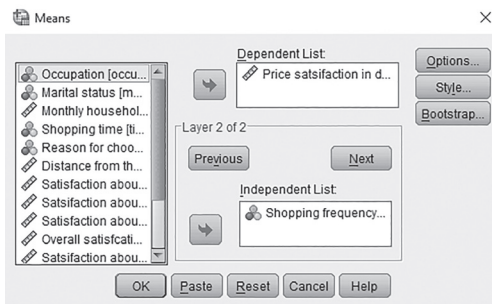 Means
Occupation [occu...
Marital status [m...
Monthly househol...
Shopping time [ti...
Reason for choo...
Distance from th...
Satisfaction abou...
Satsifaction abou...
Satisfaction abou...
Overall satisfcati...
Satsifaction abou...
Dependent List:
Price satsifaction in d...
Layer 2 of 2
Previous
Next
Independent List:
Shopping frequency...
Options...
Style...
Bootstrap...
OK
Paste
Reset
Cancel
Help